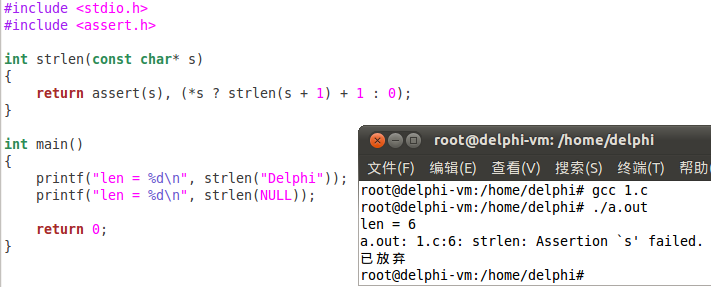 #include <stdio.h>
#include <assert.h>
int strlen(const char* s)
{
    return assert(s), (*s ? strlen(s + 1) + 1 : 0);
}
int main()
{
    printf("len = %d\n", strlen("Delphi"));
    printf("len = %d\n", strlen(NULL));
    return 0;
}
root@delphi-vm: /home/delphi
文件(F) 编辑(E) 查看(V) 搜索(S) 终端(T) 帮助(
root@delphi-vm:/home/delphi# gcc 1.c
root@delphi-vm:/home/delphi# ./a.out
len = 6
a.out: 1.c:6: strlen: Assertion `s' failed.
已放弃
root@delphi-vm:/home/delphi#